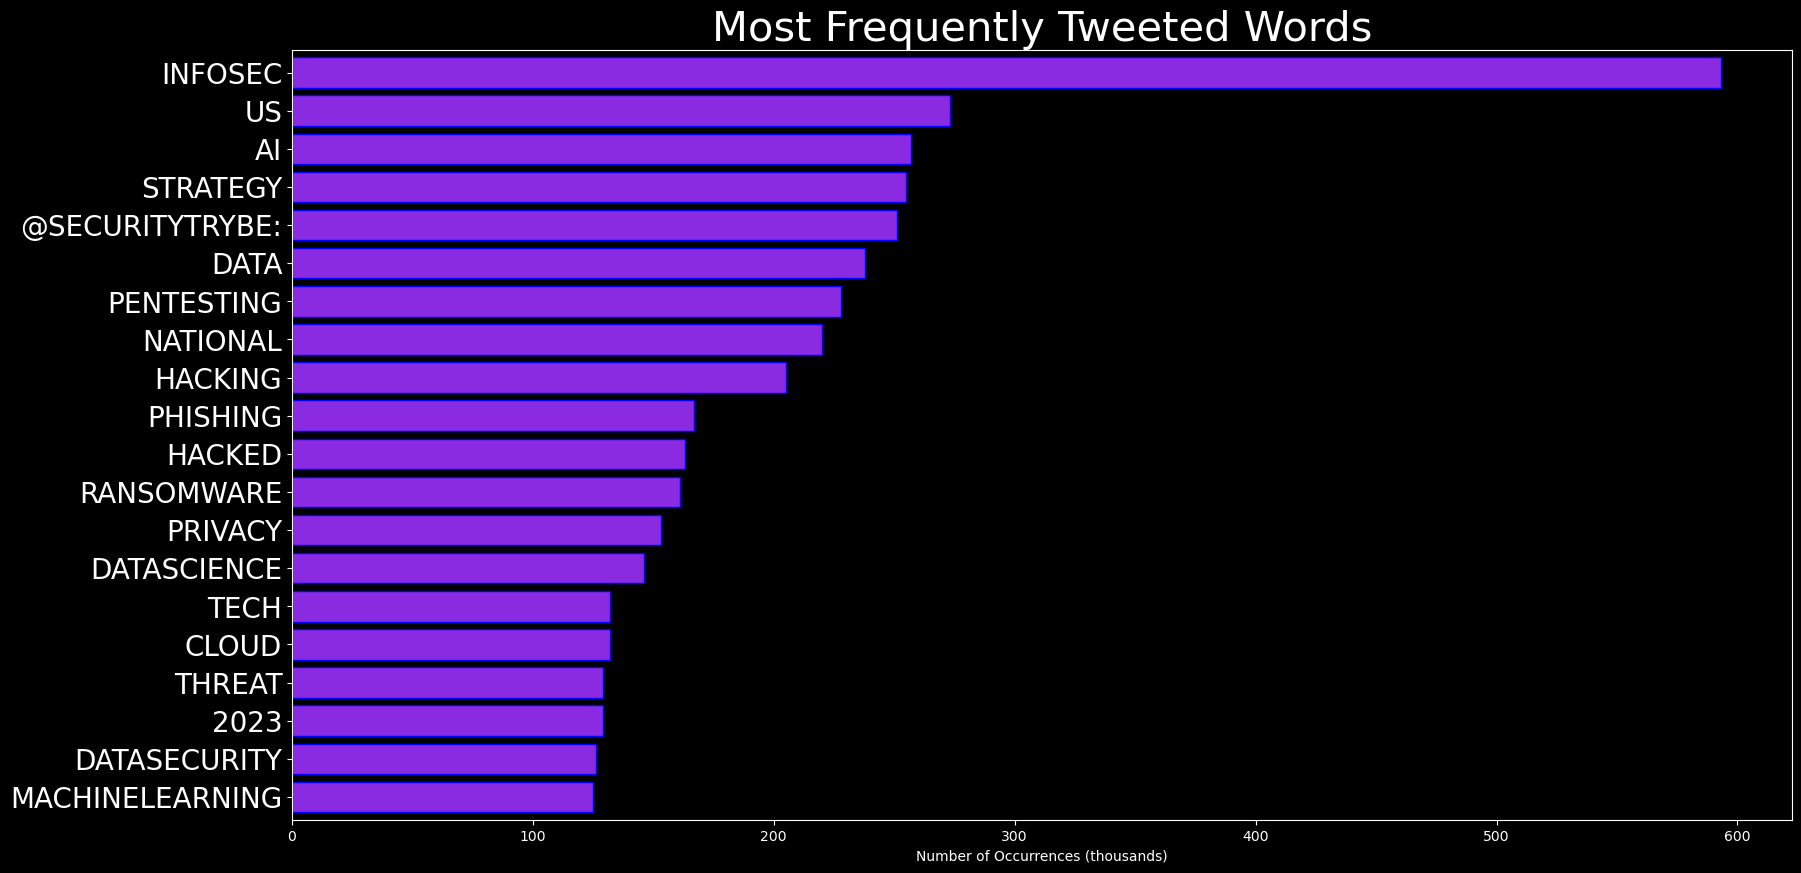 Most Frequently Tweeted Words
INFOSEC
US
AI
STRATEGY
@SECURITYTRYBE:
DATA
PENTESTING
NATIONAL
HACKING
PHISHING
HACKED
RANSOMWARE
PRIVACY
DATASCIENCE
TECH
CLOUD
THREAT
2023
DATASECURITY
MACHINELEARNING
0 100 200 300 400 500 600
Number of Occurrences (thousands)